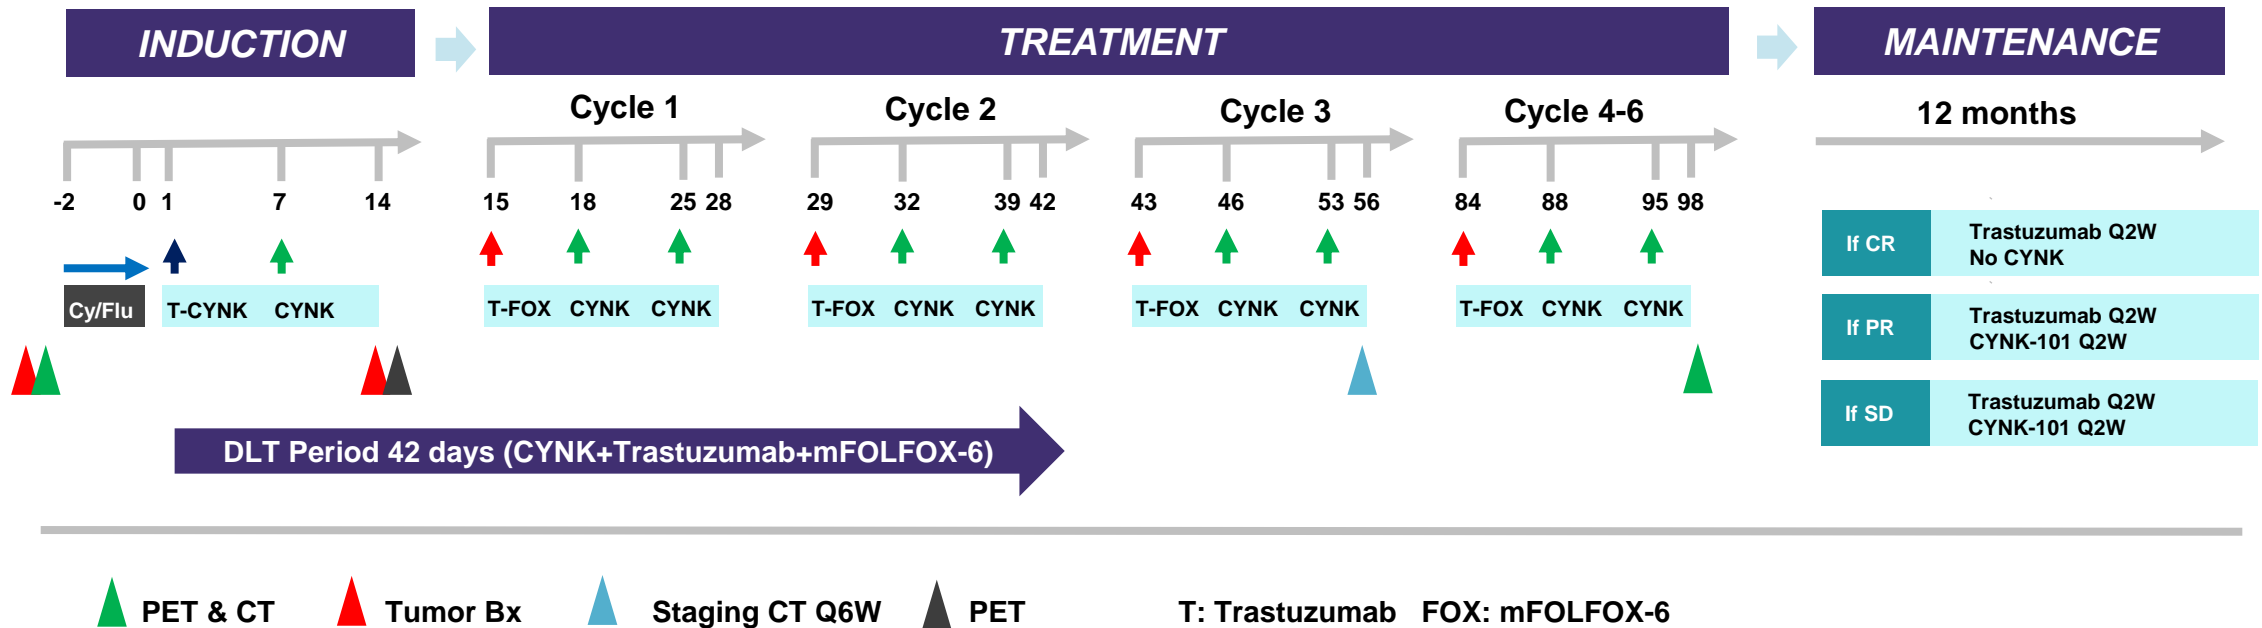 INDUCTION
TREATMENT
MAINTENANCE
Cycle 1
Cycle 2
Cycle 3
Cycle 4-6
12 months
-2 0 1 7 14
15 18 25 28
29 32 39 42
43 46 53 56
84 88 95 98
Cy/Flu
T-CYNK CYNK
T-FOX CYNK CYNK
T-FOX CYNK CYNK
T-FOX CYNK CYNK
T-FOX CYNK CYNK
If CR
Trastuzumab Q2W
No CYNK
If PR
Trastuzumab Q2W
CYNK-101 Q2W
If SD
Trastuzumab Q2W
CYNK-101 Q2W
DLT Period 42 days (CYNK+Trastuzumab+mFOLFOX-6)
PET & CT
Tumor Bx
Staging CT Q6W
PET
T: Trastuzumab FOX: mFOLFOX-6